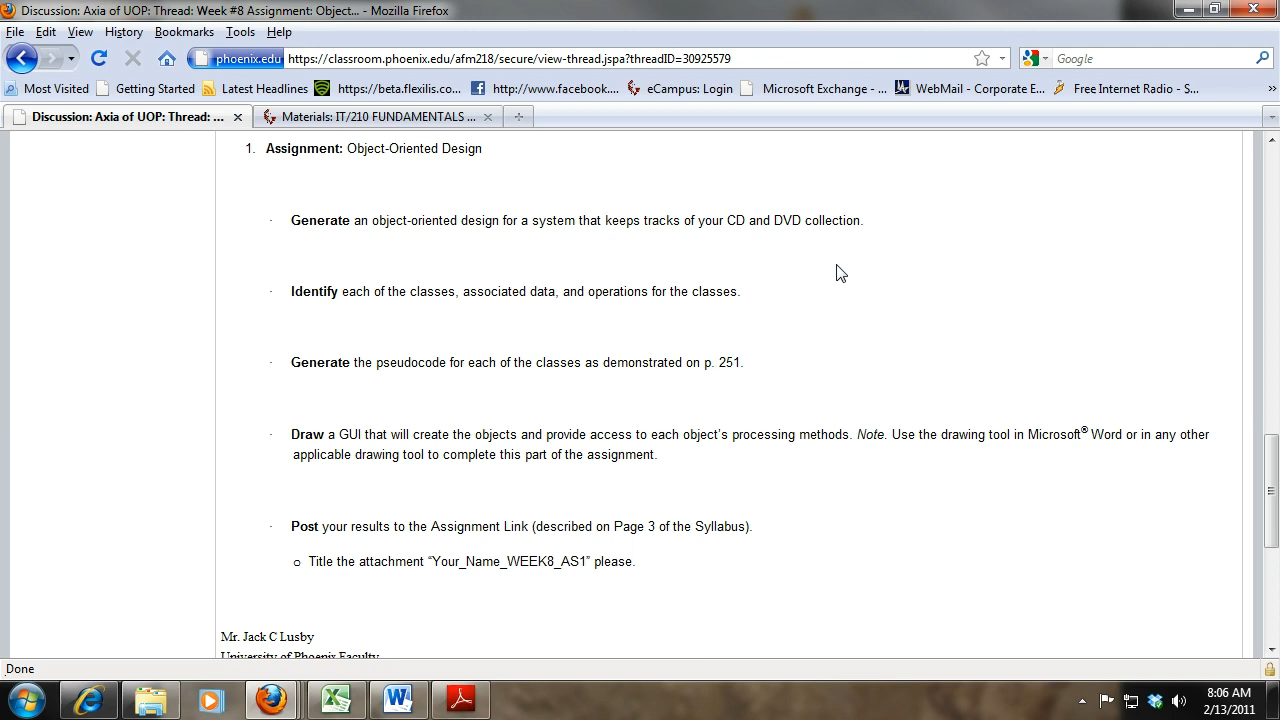 Discussion: Axia of UOP: Thread: Week #8 Assignment: Object... - Mozilla Firefox
File Edit View History Bookmarks Tools Help
phoenix.edu https://classroom.phoenix.edu/afm218/secure/view-thread.jspa?threadID=30925579 Google
Most Visited Getting Started Latest Headlines https://beta.flexilis.co... http://www.facebook.... eCampus: Login Microsoft Exchange - ... WebMail - Corporate E... Free Internet Radio - S... »
Discussion: Axia of UOP: Thread: ... Materials: IT/210 FUNDAMENTALS ...
1. Assignment: Object-Oriented Design
· Generate an object-oriented design for a system that keeps tracks of your CD and DVD collection.
· Identify each of the classes, associated data, and operations for the classes.
· Generate the pseudocode for each of the classes as demonstrated on p. 251.
· Draw a GUI that will create the objects and provide access to each object’s processing methods. Note. Use the drawing tool in Microsoft® Word or in any other
applicable drawing tool to complete this part of the assignment.
· Post your results to the Assignment Link (described on Page 3 of the Syllabus).
o Title the attachment “Your_Name_WEEK8_AS1” please.
Mr. Jack C Lusby
University of Phoenix Faculty
Done
8:06 AM
2/13/2011